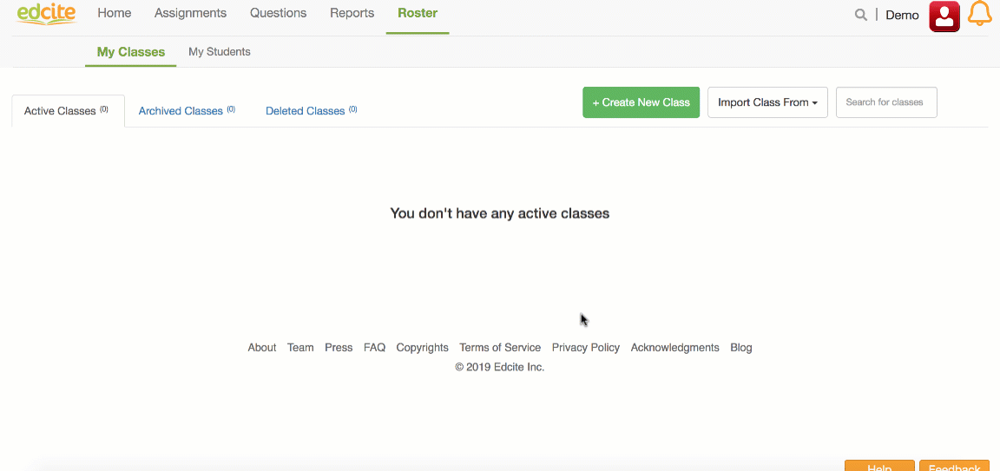 edcite Home Assignments Questions Reports Roster | Demo
My Classes My Students
Active Classes (0) Archived Classes (0) Deleted Classes (0) + Create New Class Import Class From Search for classes
You don't have any active classes
About Team Press FAQ Copyrights Terms of Service Privacy Policy Acknowledgments Blog
© 2019 Edcite Inc.
Help Feedback